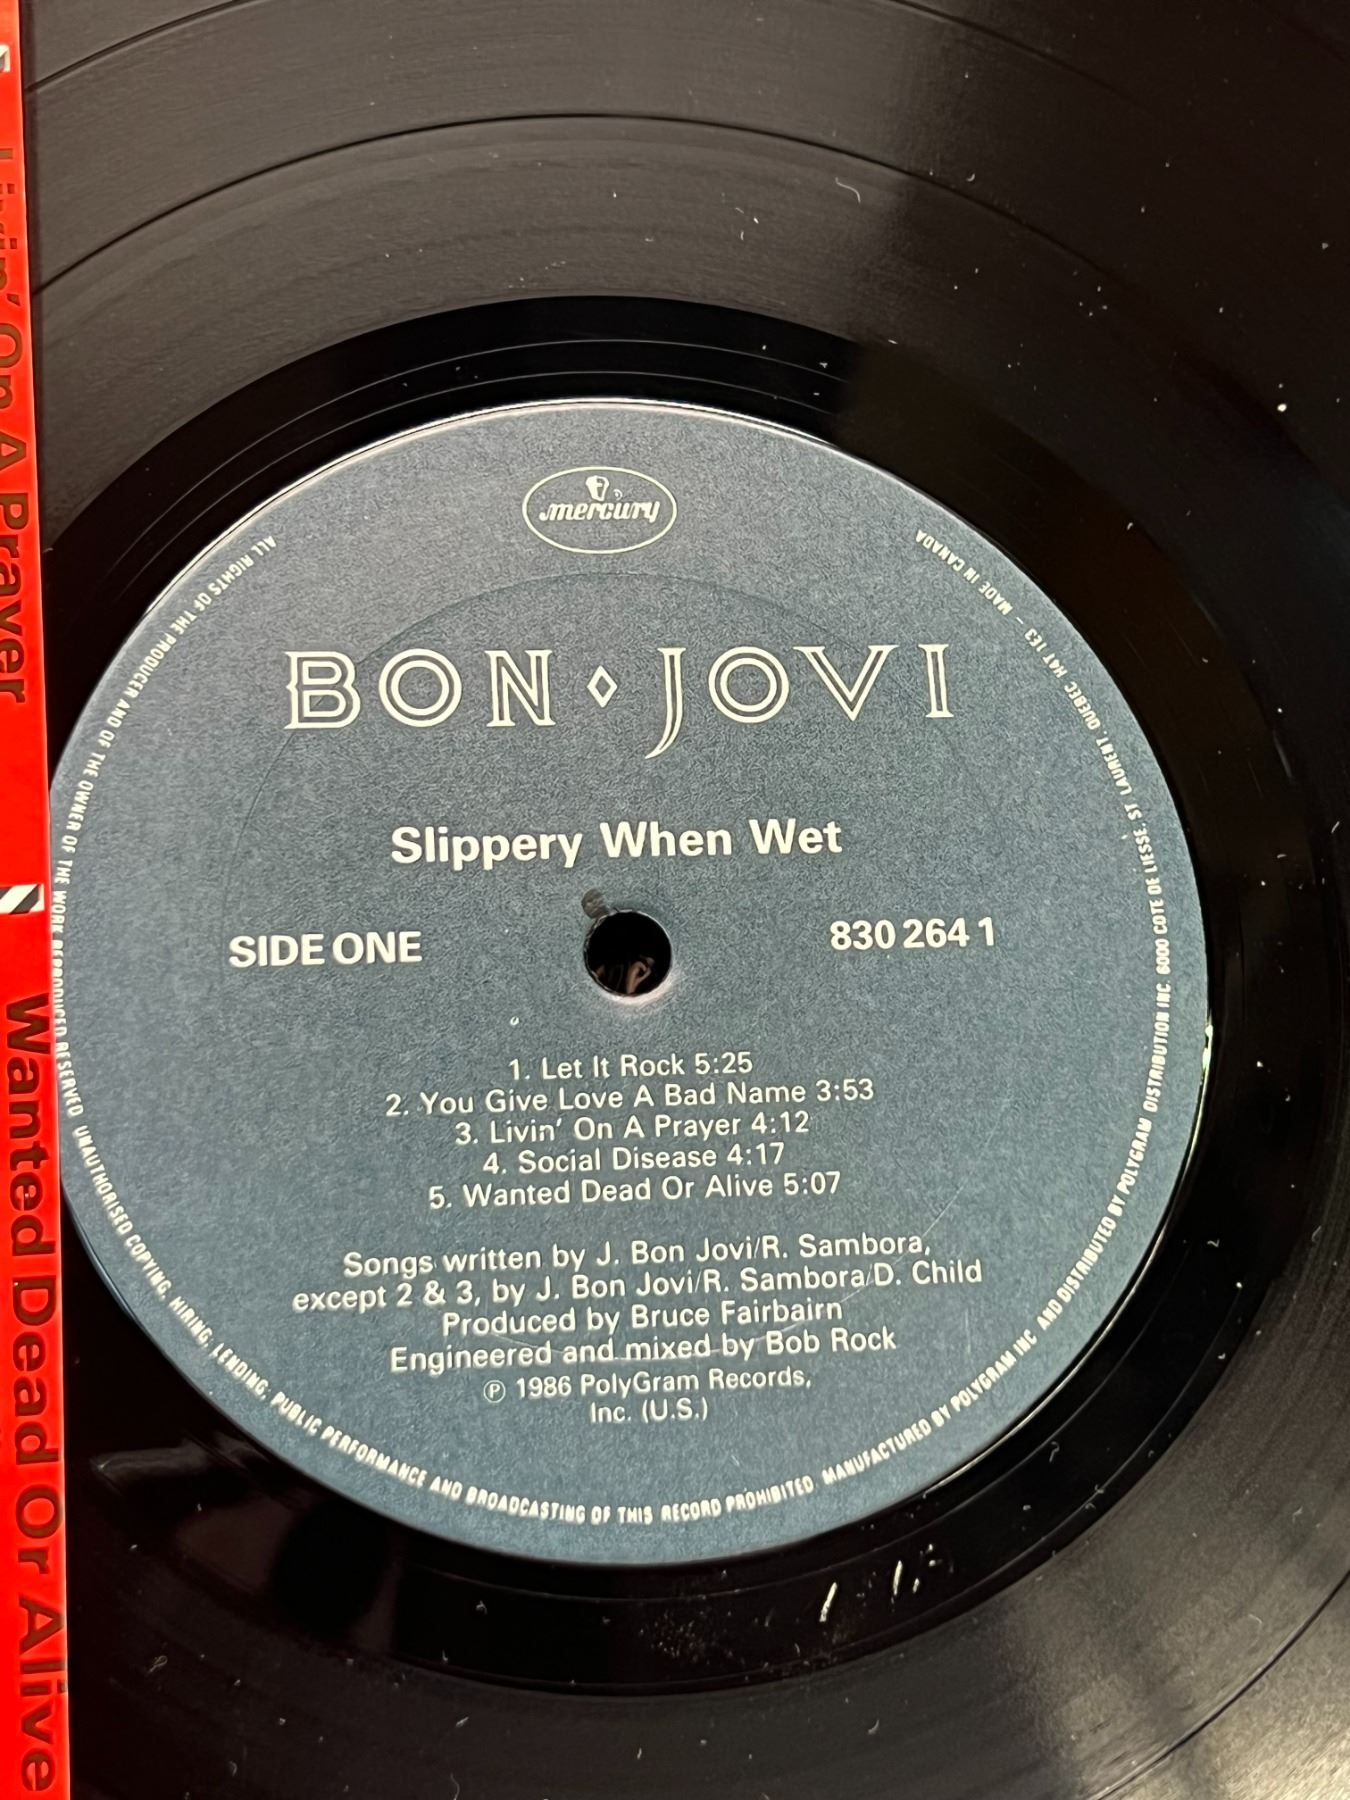 mercury
BON JOVI
Slippery When Wet
SIDE ONE
830 264 1
1. Let It Rock 5:25
2. You Give Love A Bad Name 3:53
3. Livin' On A Prayer 4:12
4. Social Disease 4:17
5. Wanted Dead Or Alive 5:07
Songs written by J. Bon Jovi/R. Sambora,
except 2 & 3, by J. Bon Jovi/R. Sambora/D. Child
Produced by Bruce Fairbairn
Engineered and mixed by Bob Rock
℗ 1986 PolyGram Records,
Inc. (U.S.)
ALL RIGHTS OF THE PRODUCER AND OF THE OWNER OF THE WORK REPRODUCED RESERVED UNAUTHORISED COPYING, HIRING, LENDING, PUBLIC PERFORMANCE AND BROADCASTING OF THIS RECORD PROHIBITED. MANUFACTURED BY POLYGRAM INC. AND DISTRIBUTED BY POLYGRAM DISTRIBUTION INC. 6000 COTE DE LIESSE, ST LAURENT, QUEBEC H4T 1E3 – MADE IN CANADA
Livin' On A Prayer
Wanted Dead Or Alive